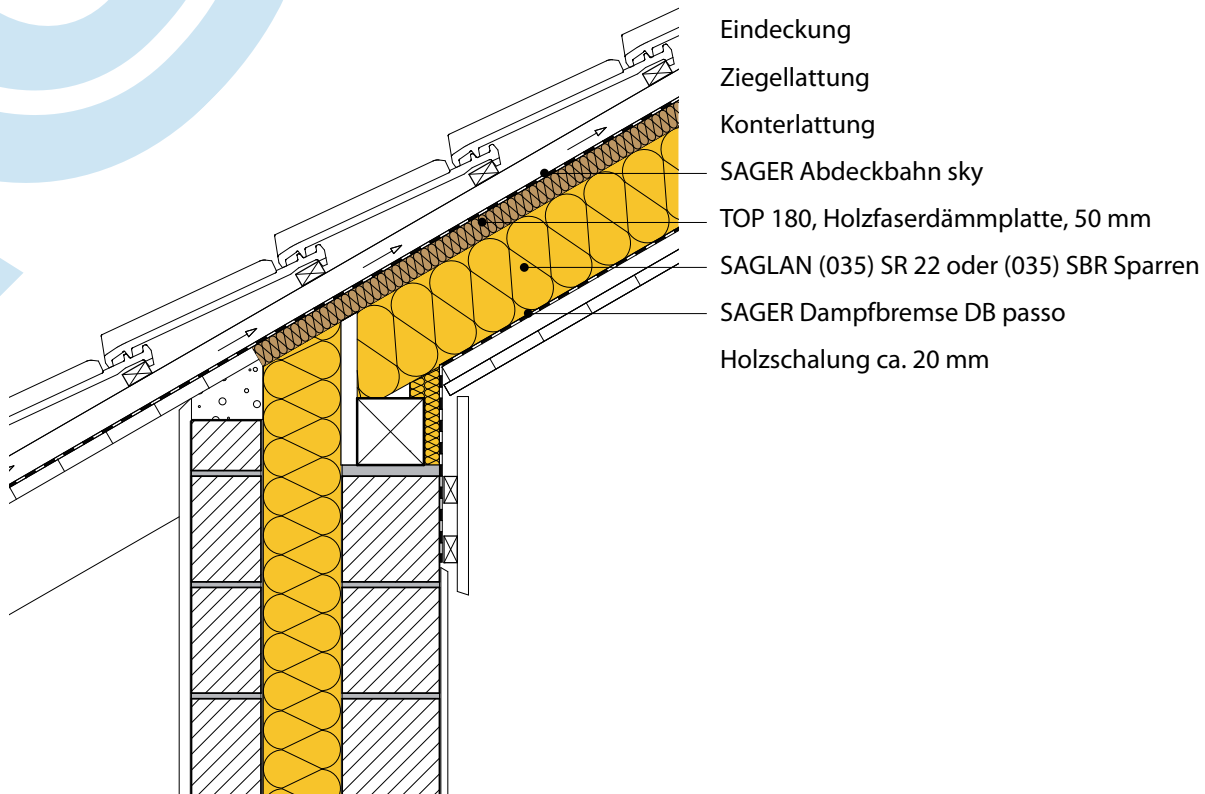 Eindeckung
Ziegellattung
Konterlattung
SAGER Abdeckbahn sky
TOP 180, Holzfaserdämmplatte, 50 mm
SAGLAN (035) SR 22 oder (035) SBR Sparren
SAGER Dampfbremse DB passo
Holzschalung ca. 20 mm